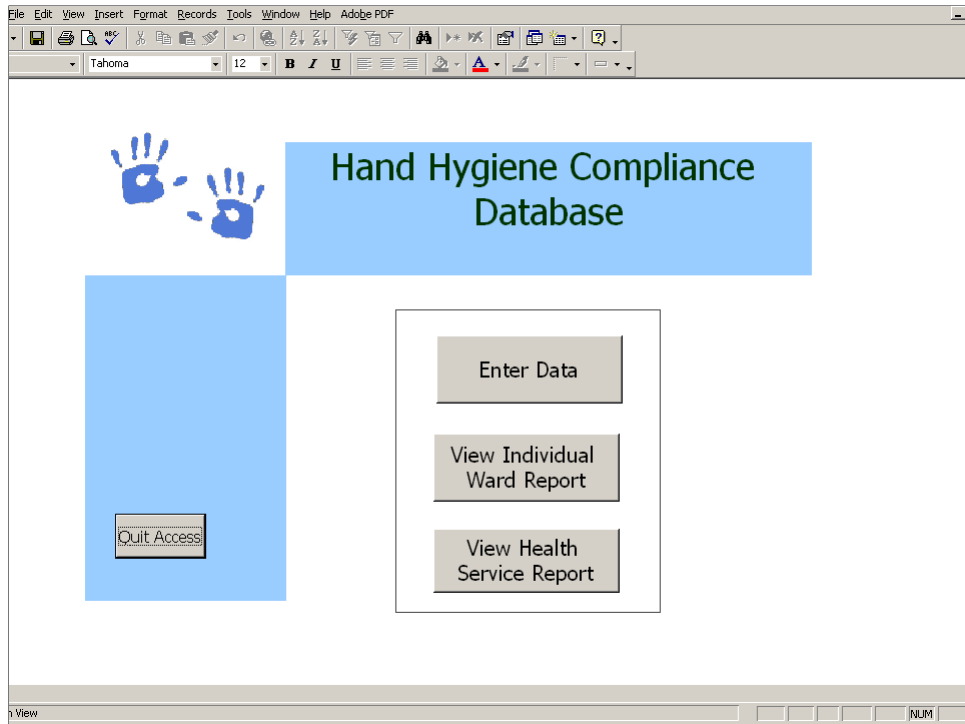 File Edit View Insert Format Records Tools Window Help Adobe PDF
Tahoma 12 B I U A
Hand Hygiene Compliance
Database
Enter Data
View Individual
Ward Report
View Health
Service Report
Quit Access
View NUM